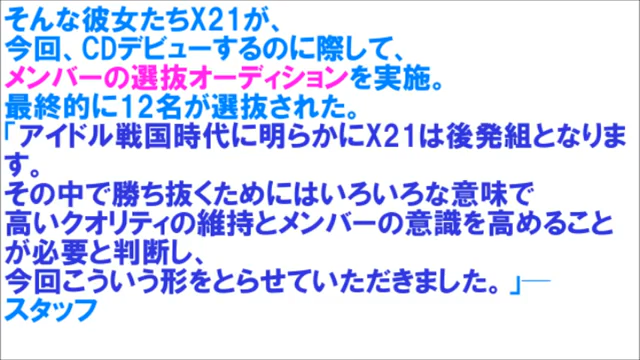 そんな彼女たちX21が、
今回、CDデビューするのに際して、
メンバーの選抜オーディションを実施。
最終的に12名が選抜された。
「アイドル戦国時代に明らかにX21は後発組となりま
す。
その中で勝ち抜くためにはいろいろな意味で
高いクオリティの維持とメンバーの意識を高めること
が必要と判断し、
今回こういう形をとらせていただきました。」─
スタッフ